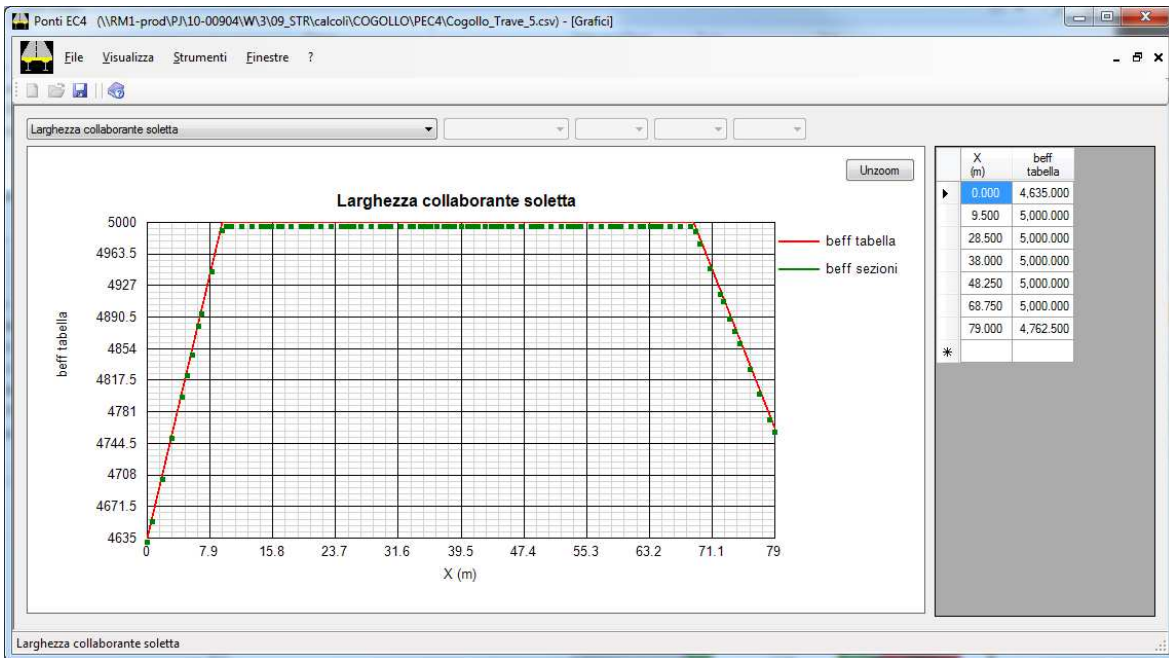 Ponti EC4 (\\RM1-prod\PJ\10-00904\W\3\09_STR\calcoli\COGOLLO\PEC4\Cogollo_Trave_5.csv) - [Grafici]
File Visualizza Strumenti Finestre ?
Larghezza collaborante soletta
Unzoom
Larghezza collaborante soletta
beff tabella
5000
4963.5
4927
4890.5
4854
4817.5
4781
4744.5
4708
4671.5
4635
0 7.9 15.8 23.7 31.6 39.5 47.4 55.3 63.2 71.1 79
X (m)
beff tabella
beff sezioni
X (m) beff tabella
0.000 4,635.000
9.500 5,000.000
28.500 5,000.000
38.000 5,000.000
48.250 5,000.000
68.750 5,000.000
79.000 4,762.500
Larghezza collaborante soletta